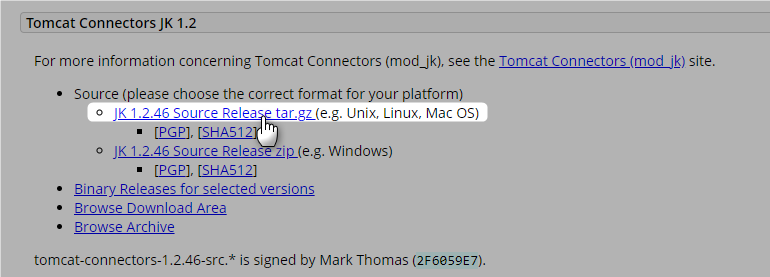 Tomcat Connectors JK 1.2
For more information concerning Tomcat Connectors (mod_jk), see the Tomcat Connectors (mod_jk) site.
Source (please choose the correct format for your platform)
JK 1.2.46 Source Release tar.gz (e.g. Unix, Linux, Mac OS)
[PGP], [SHA512]
JK 1.2.46 Source Release zip (e.g. Windows)
[PGP], [SHA512]
Binary Releases for selected versions
Browse Download Area
Browse Archive
tomcat-connectors-1.2.46-src.* is signed by Mark Thomas (2F6059E7).